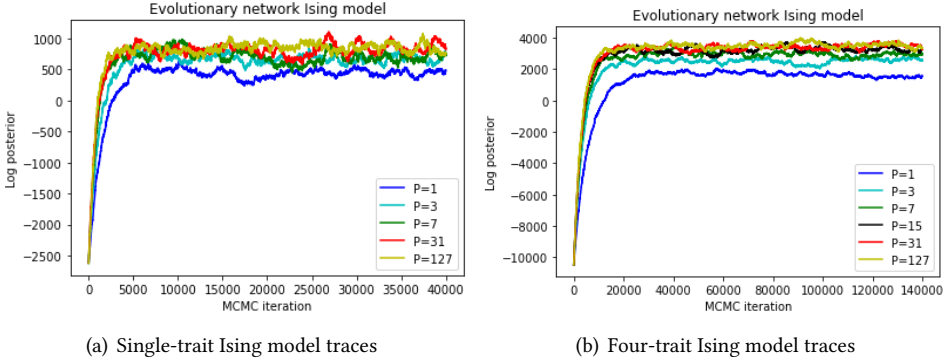 Evolutionary network Ising model
Log posterior
1000
500
0
−500
−1000
−1500
−2000
−2500
P=1
P=3
P=7
P=31
P=127
0 5000 10000 15000 20000 25000 30000 35000 40000
MCMC iteration
(a) Single-trait Ising model traces
Evolutionary network Ising model
Log posterior
4000
2000
0
−2000
−4000
−6000
−8000
−10000
P=1
P=3
P=7
P=15
P=31
P=127
0 20000 40000 60000 80000 100000 120000 140000
MCMC iteration
(b) Four-trait Ising model traces